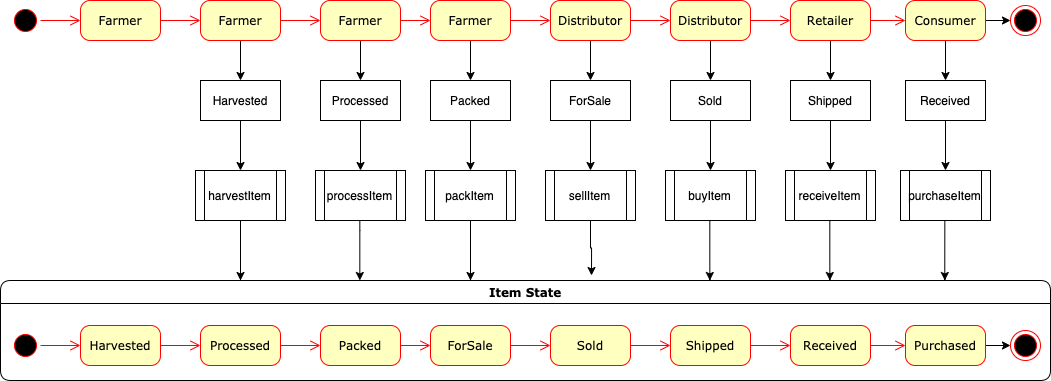 Farmer
Farmer
Farmer
Farmer
Distributor
Distributor
Retailer
Consumer
Harvested
Processed
Packed
ForSale
Sold
Shipped
Received
harvestItem
processItem
packItem
sellItem
buyItem
receiveItem
purchaseItem
Item State
Harvested
Processed
Packed
ForSale
Sold
Shipped
Received
Purchased